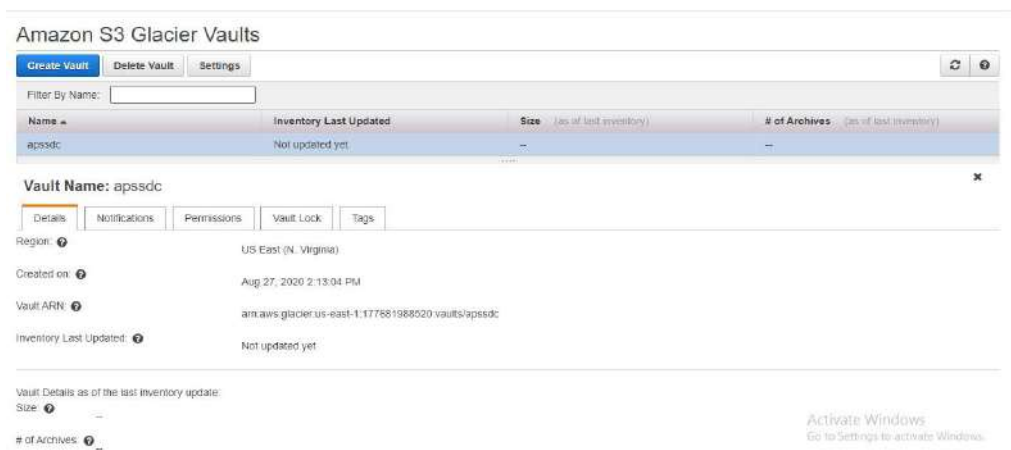 Amazon S3 Glacier Vaults
Create Vault Delete Vault Settings
Filter By Name:
Name Inventory Last Updated Size (as of last inventory) # of Archives (as of last inventory)
apssdc Not updated yet -- --
Vault Name: apssdc
Details Notifications Permissions Vault Lock Tags
Region: US East (N. Virginia)
Created on: Aug 27, 2020 2:13:04 PM
Vault ARN: arn:aws:glacier:us-east-1:177681988520:vaults/apssdc
Inventory Last Updated: Not updated yet
Vault Details as of the last inventory update:
Size: --
# of Archives: --
Activate Windows
Go to Settings to activate Windows.